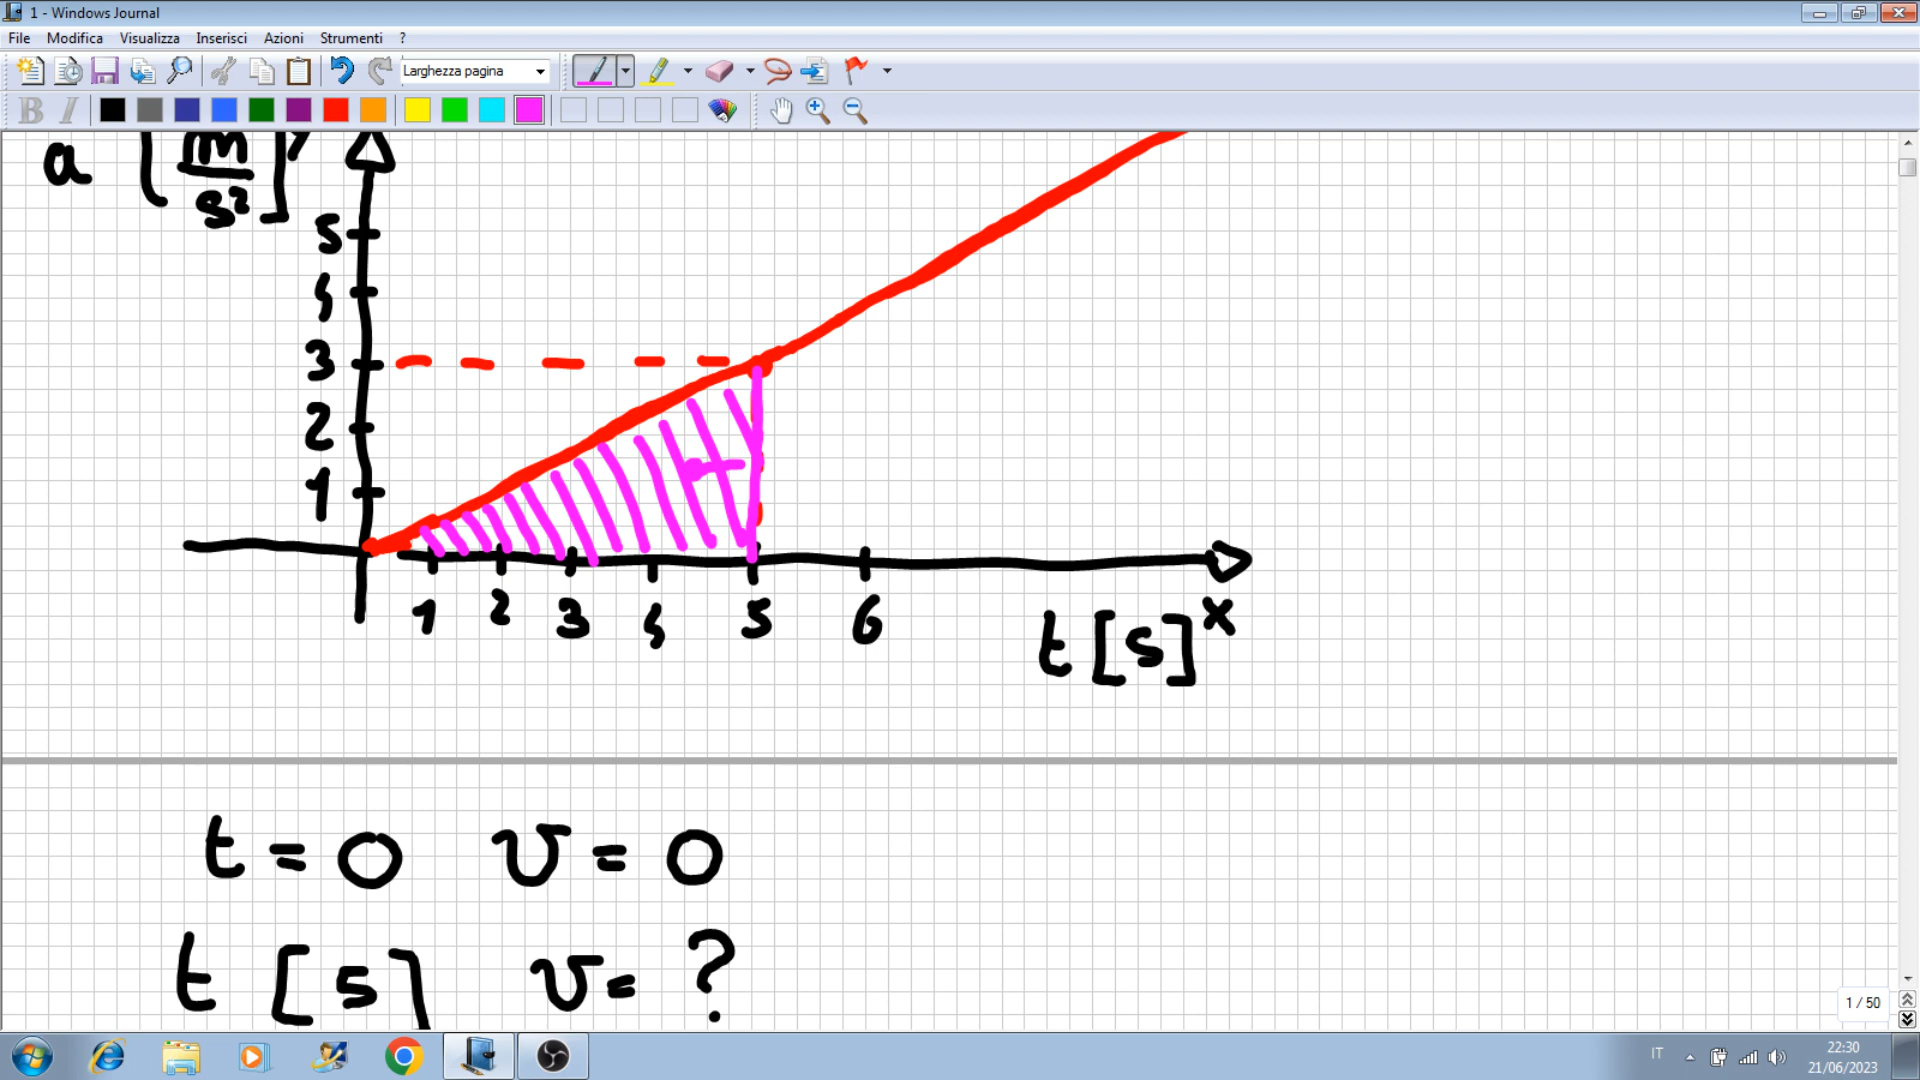 1 - Windows Journal
File Modifica Visualizza Inserisci Azioni Strumenti ?
Larghezza pagina
B I
a [m/s²] y
5
4
3
2
1
1 2 3 4 5 6
t [s] x
t = 0 v = 0
t [s] v = ?
1 / 50
IT
22:30
21/06/2023